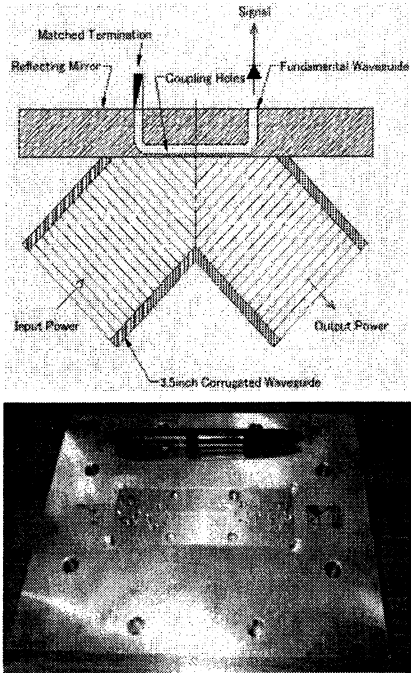 Signal
Matched Termination
Reflecting Mirror
Fundamental Waveguide
Coupling Holes
Input Power
Output Power
3.5inch Corrugated Waveguide